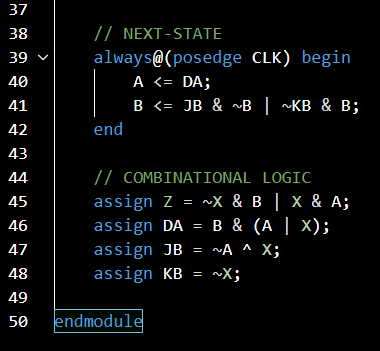 37
38 // NEXT-STATE
39 always@(posedge CLK) begin
40 A <= DA;
41 B <= JB & ~B | ~KB & B;
42 end
43
44 // COMBINATIONAL LOGIC
45 assign Z = ~X & B | X & A;
46 assign DA = B & (A | X);
47 assign JB = ~A ^ X;
48 assign KB = ~X;
49
50 endmodule